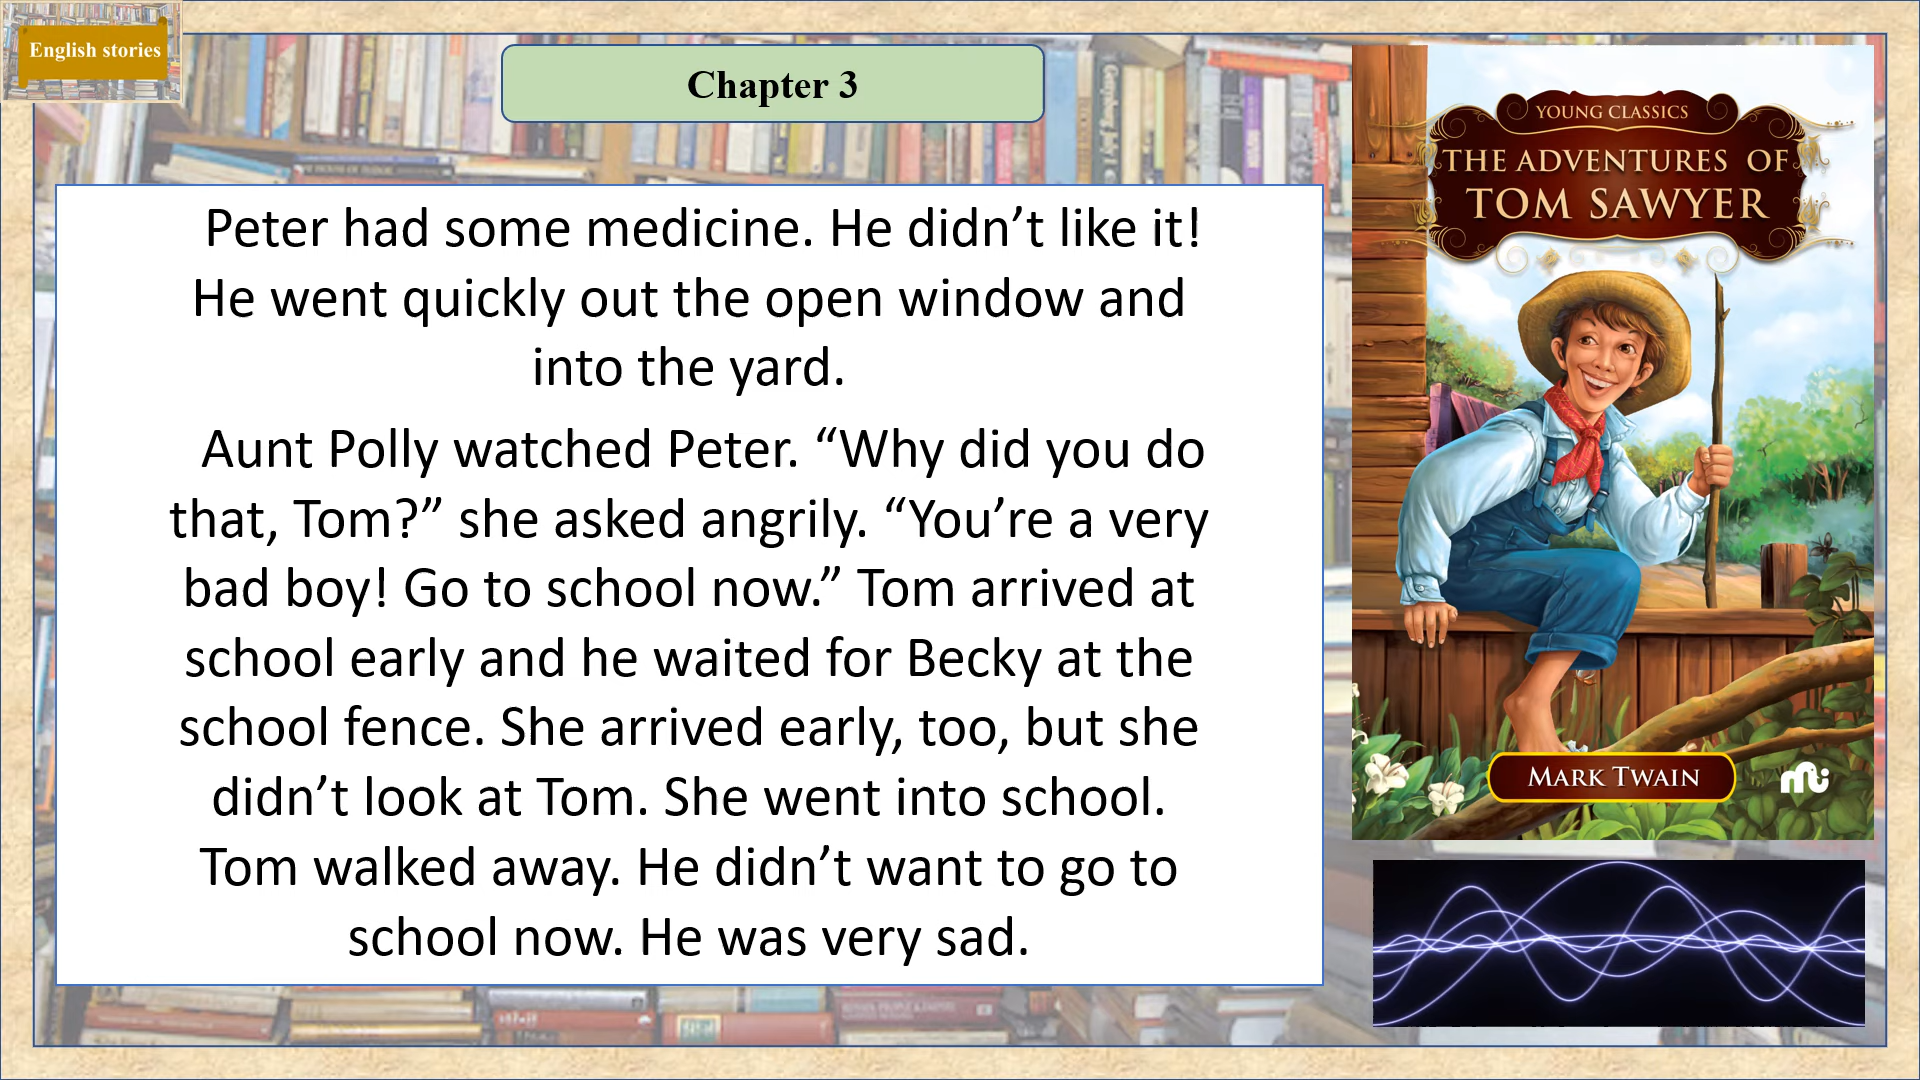 English stories
Chapter 3
Peter had some medicine. He didn’t like it!
He went quickly out the open window and
into the yard.
Aunt Polly watched Peter. “Why did you do
that, Tom?” she asked angrily. “You’re a very
bad boy! Go to school now.” Tom arrived at
school early and he waited for Becky at the
school fence. She arrived early, too, but she
didn’t look at Tom. She went into school.
Tom walked away. He didn’t want to go to
school now. He was very sad.
YOUNG CLASSICS
THE ADVENTURES OF
TOM SAWYER
MARK TWAIN